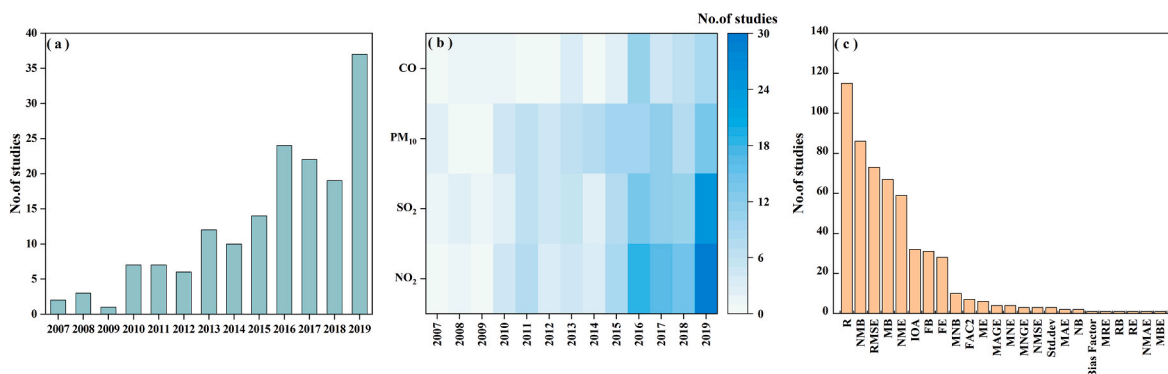 ( a )
No.of studies
40
35
30
25
20
15
10
5
0
2007 2008 2009 2010 2011 2012 2013 2014 2015 2016 2017 2018 2019
( b )
No.of studies
CO
PM₁₀
SO₂
NO₂
2007 2008 2009 2010 2011 2012 2013 2014 2015 2016 2017 2018 2019
30
24
18
12
6
0
( c )
No.of studies
140
120
100
80
60
40
20
0
R NMB RMSE MB NME IOA FB FE MNB FAC2 ME MAGE MNE MNGE NMSE Std.dev MAE NB Bias Factor MRE RB RE NMAE MBE